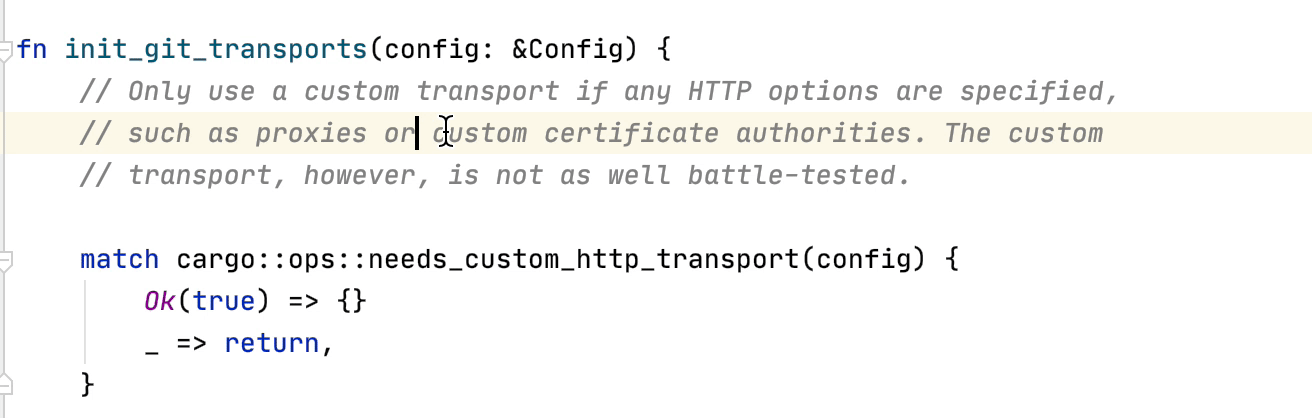 fn init_git_transports(config: &Config) {
// Only use a custom transport if any HTTP options are specified,
// such as proxies or custom certificate authorities. The custom
// transport, however, is not as well battle-tested.
match cargo::ops::needs_custom_http_transport(config) {
Ok(true) => {}
_ => return,
}